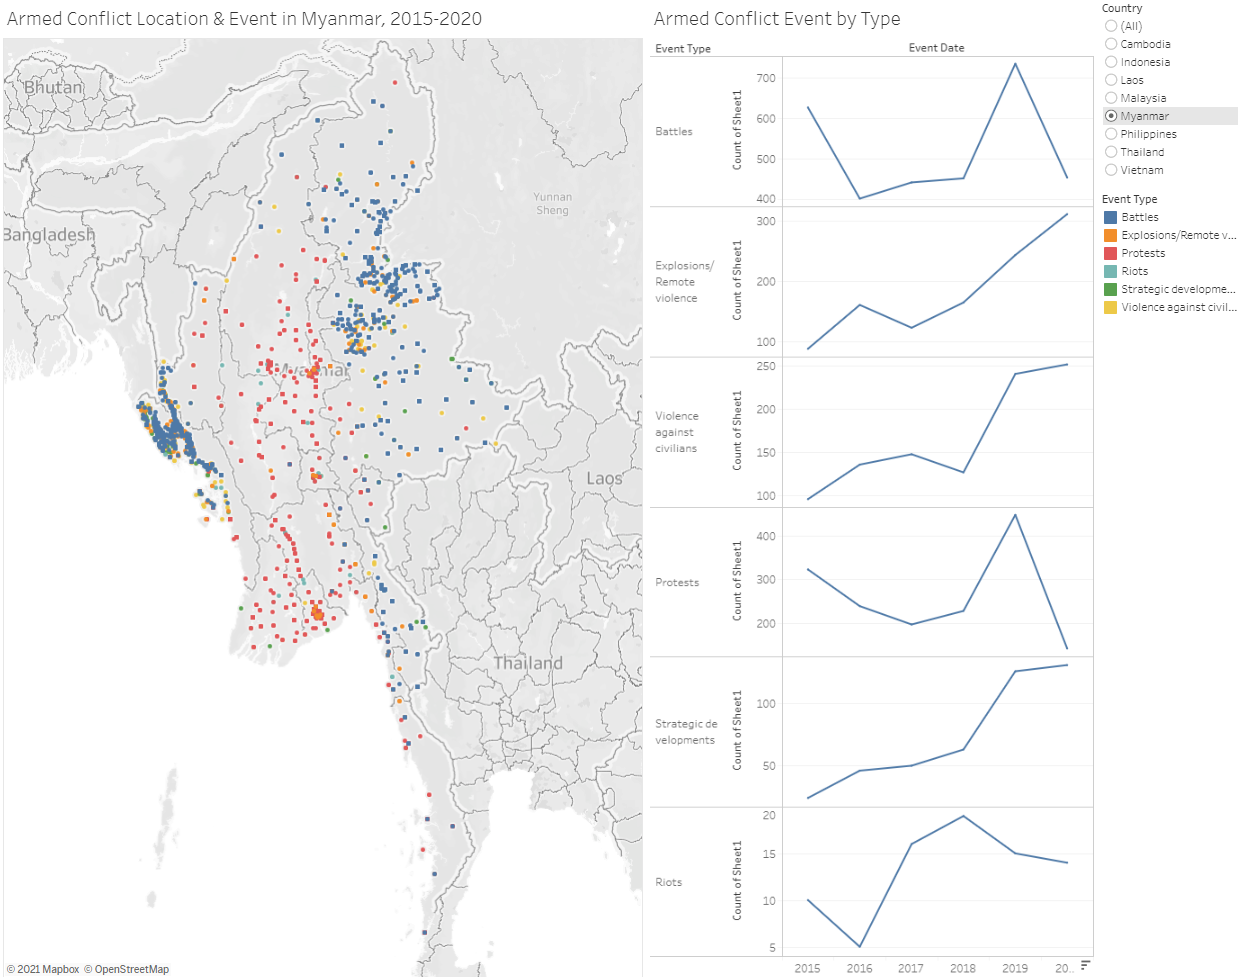 Armed Conflict Location & Event in Myanmar, 2015-2020
Bhutan
Bangladesh
Yunnan
Sheng
Myanmar
Laos
Thailand
© 2021 Mapbox © OpenStreetMap
Armed Conflict Event by Type
Event Type
Event Date
Battles
Count of Sheet1
700
600
500
400
Explosions/
Remote
violence
Count of Sheet1
300
200
100
Violence
against
civilians
Count of Sheet1
250
200
150
100
Protests
Count of Sheet1
400
300
200
Strategic de
velopments
Count of Sheet1
100
50
Riots
Count of Sheet1
20
15
10
5
2015 2016 2017 2018 2019 20..
Country
(All)
Cambodia
Indonesia
Laos
Malaysia
Myanmar
Philippines
Thailand
Vietnam
Event Type
Battles
Explosions/Remote v...
Protests
Riots
Strategic developme...
Violence against civil...